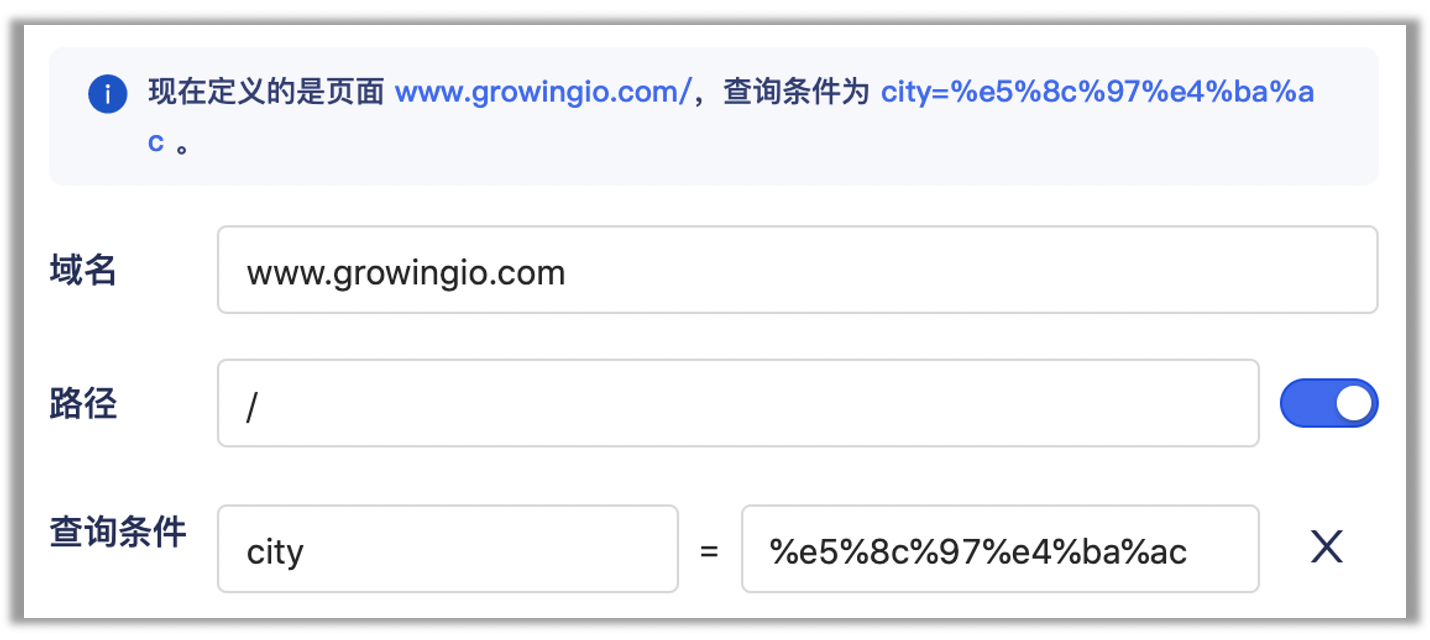 现在定义的是页面 www.growingio.com/，查询条件为 city=%e5%8c%97%e4%ba%a
c 。
域名 www.growingio.com
路径 /
查询条件 city = %e5%8c%97%e4%ba%ac X